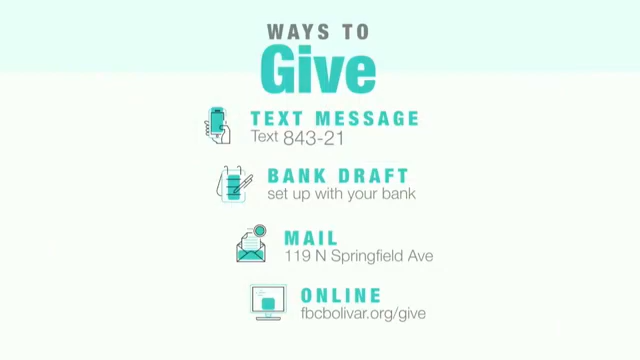 WAYS TO
Give
TEXT MESSAGE
Text 843-21
BANK DRAFT
set up with your bank
MAIL
119 N Springfield Ave
ONLINE
fbcbolivar.org/give